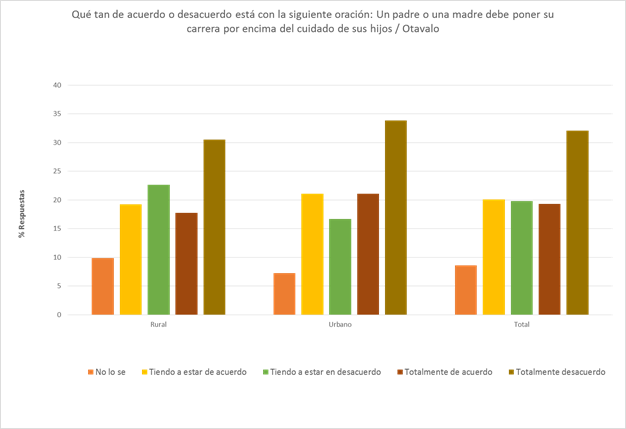 Qué tan de acuerdo o desacuerdo está con la siguiente oración: Un padre o una madre debe poner su
carrera por encima del cuidado de sus hijos / Otavalo
40
35
30
25
20
15
10
5
0
% Respuestas
Rural Urbano Total
No lo se Tiendo a estar de acuerdo Tiendo a estar en desacuerdo Totalmente de acuerdo Totalmente desacuerdo